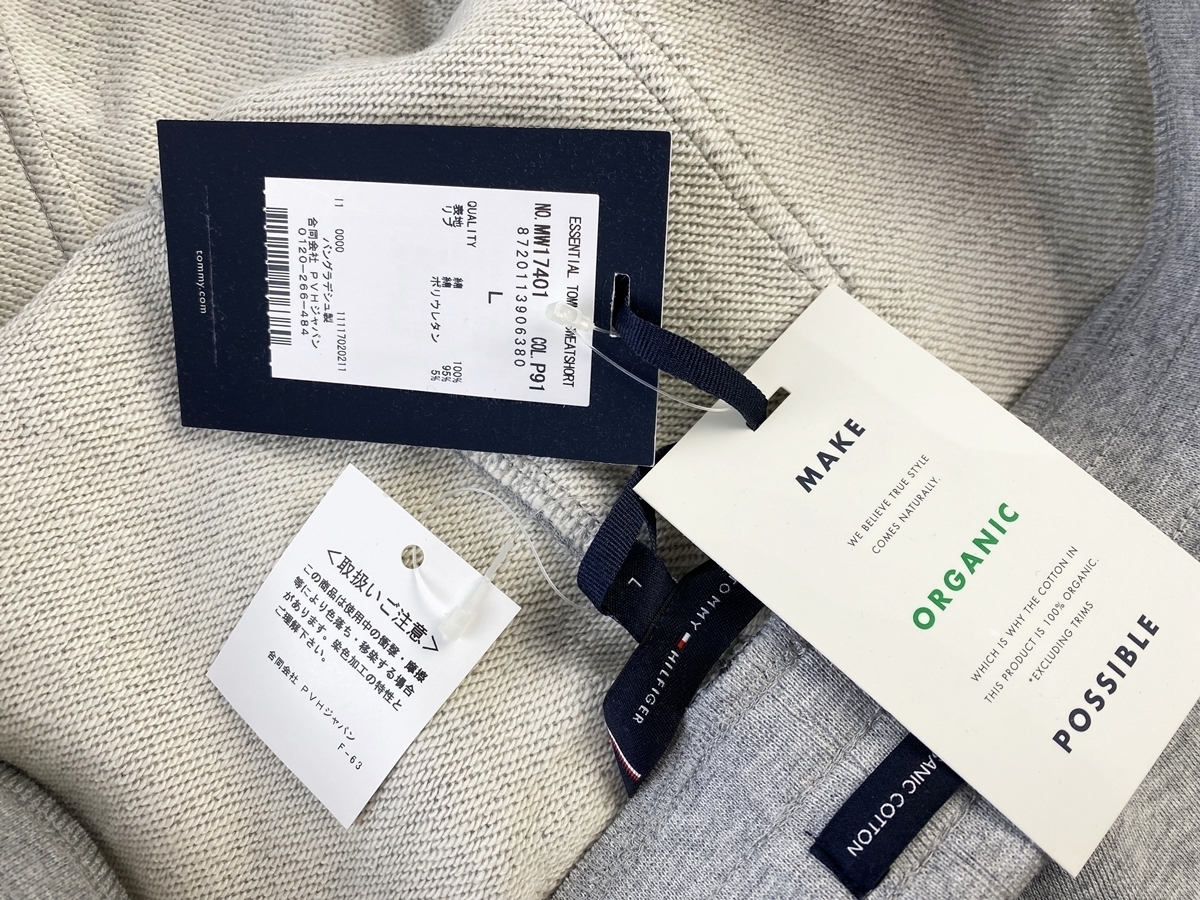 ESSENTIAL TOMMY SWEATSHORT
NO. MW17401 COL. P91
8720113906380
L
QUALITY
表地 綿 100%
リブ 綿 95%
ポリウレタン 5%
11 0000 11117020211
バングラデシュ製
合同会社 PVHジャパン
0120-266-484
tommy.com
<取扱いご注意>
この商品は使用中の衝撃・摩擦
等により色落ち・移染する場合
があります。染色加工の特性と
ご理解下さい。
合同会社 PVHジャパン
F-63
L
TOMMY HILFIGER
MAKE
WE BELIEVE TRUE STYLE
COMES NATURALLY.
ORGANIC
WHICH IS WHY THE COTTON IN
THIS PRODUCT IS 100% ORGANIC.
*EXCLUDING TRIMS
POSSIBLE
ANIC COTTON